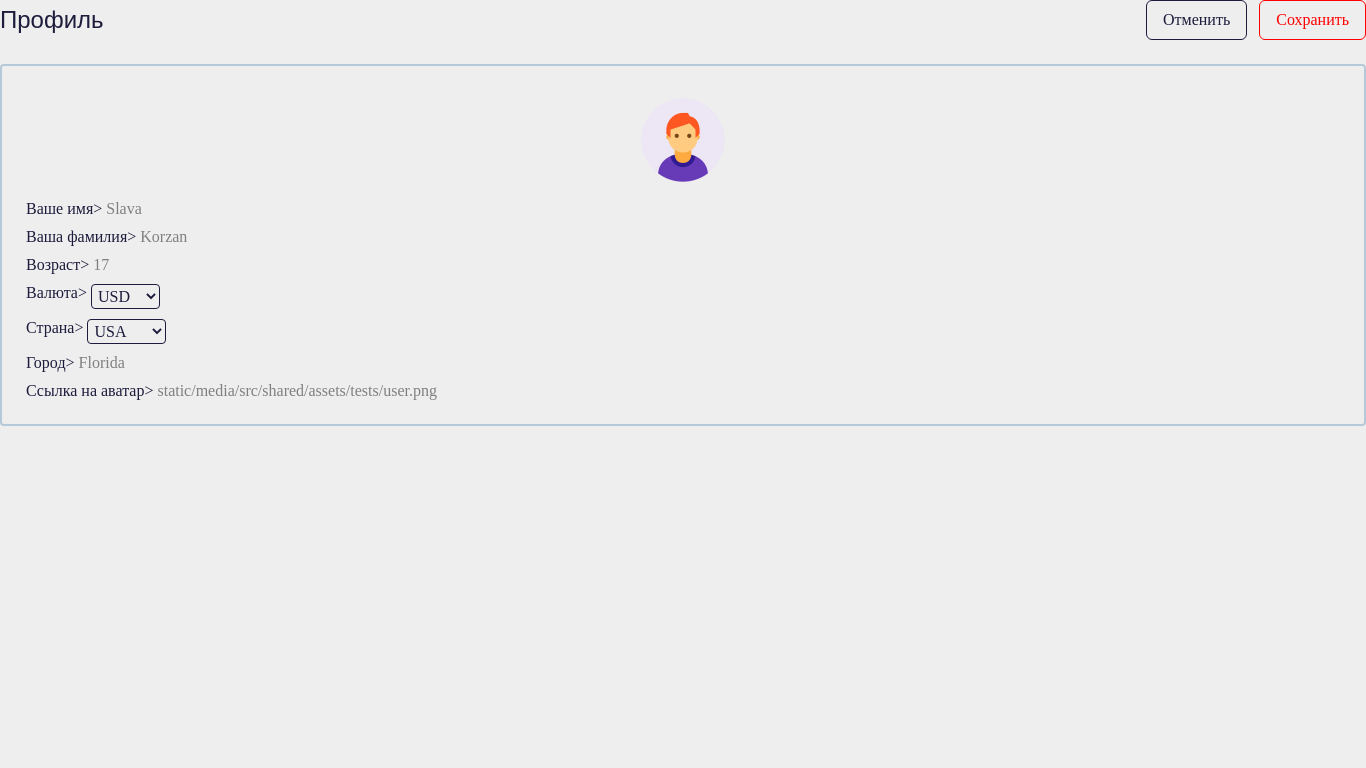 Профиль
Отменить
Сохранить
Ваше имя> Slava
Ваша фамилия> Korzan
Возраст> 17
Валюта> USD
Страна> USA
Город> Florida
Ссылка на аватар> static/media/src/shared/assets/tests/user.png